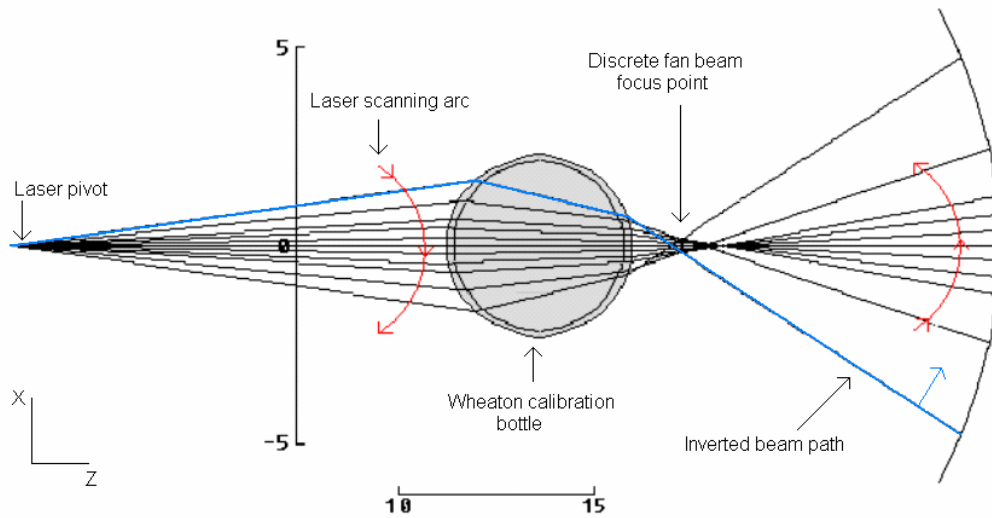 5
Discrete fan beam
focus point
Laser scanning arc
Laser pivot
0
Wheaton calibration
bottle
X
-5
Inverted beam path
Z
10
15